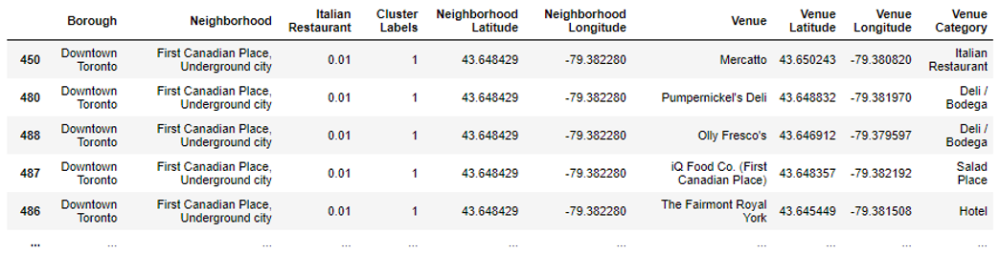 Borough Neighborhood Italian Restaurant Cluster Labels Neighborhood Latitude Neighborhood Longitude Venue Venue Latitude Venue Longitude Venue Category
450 Downtown Toronto First Canadian Place, Underground city 0.01 1 43.648429 -79.382280 Mercatto 43.650243 -79.380820 Italian Restaurant
480 Downtown Toronto First Canadian Place, Underground city 0.01 1 43.648429 -79.382280 Pumpernickel's Deli 43.648832 -79.381970 Deli / Bodega
488 Downtown Toronto First Canadian Place, Underground city 0.01 1 43.648429 -79.382280 Olly Fresco's 43.646912 -79.379597 Deli / Bodega
487 Downtown Toronto First Canadian Place, Underground city 0.01 1 43.648429 -79.382280 iQ Food Co. (First Canadian Place) 43.648357 -79.382192 Salad Place
486 Downtown Toronto First Canadian Place, Underground city 0.01 1 43.648429 -79.382280 The Fairmont Royal York 43.645449 -79.381508 Hotel
... ... ... ... ... ... ... ... ... ... ...